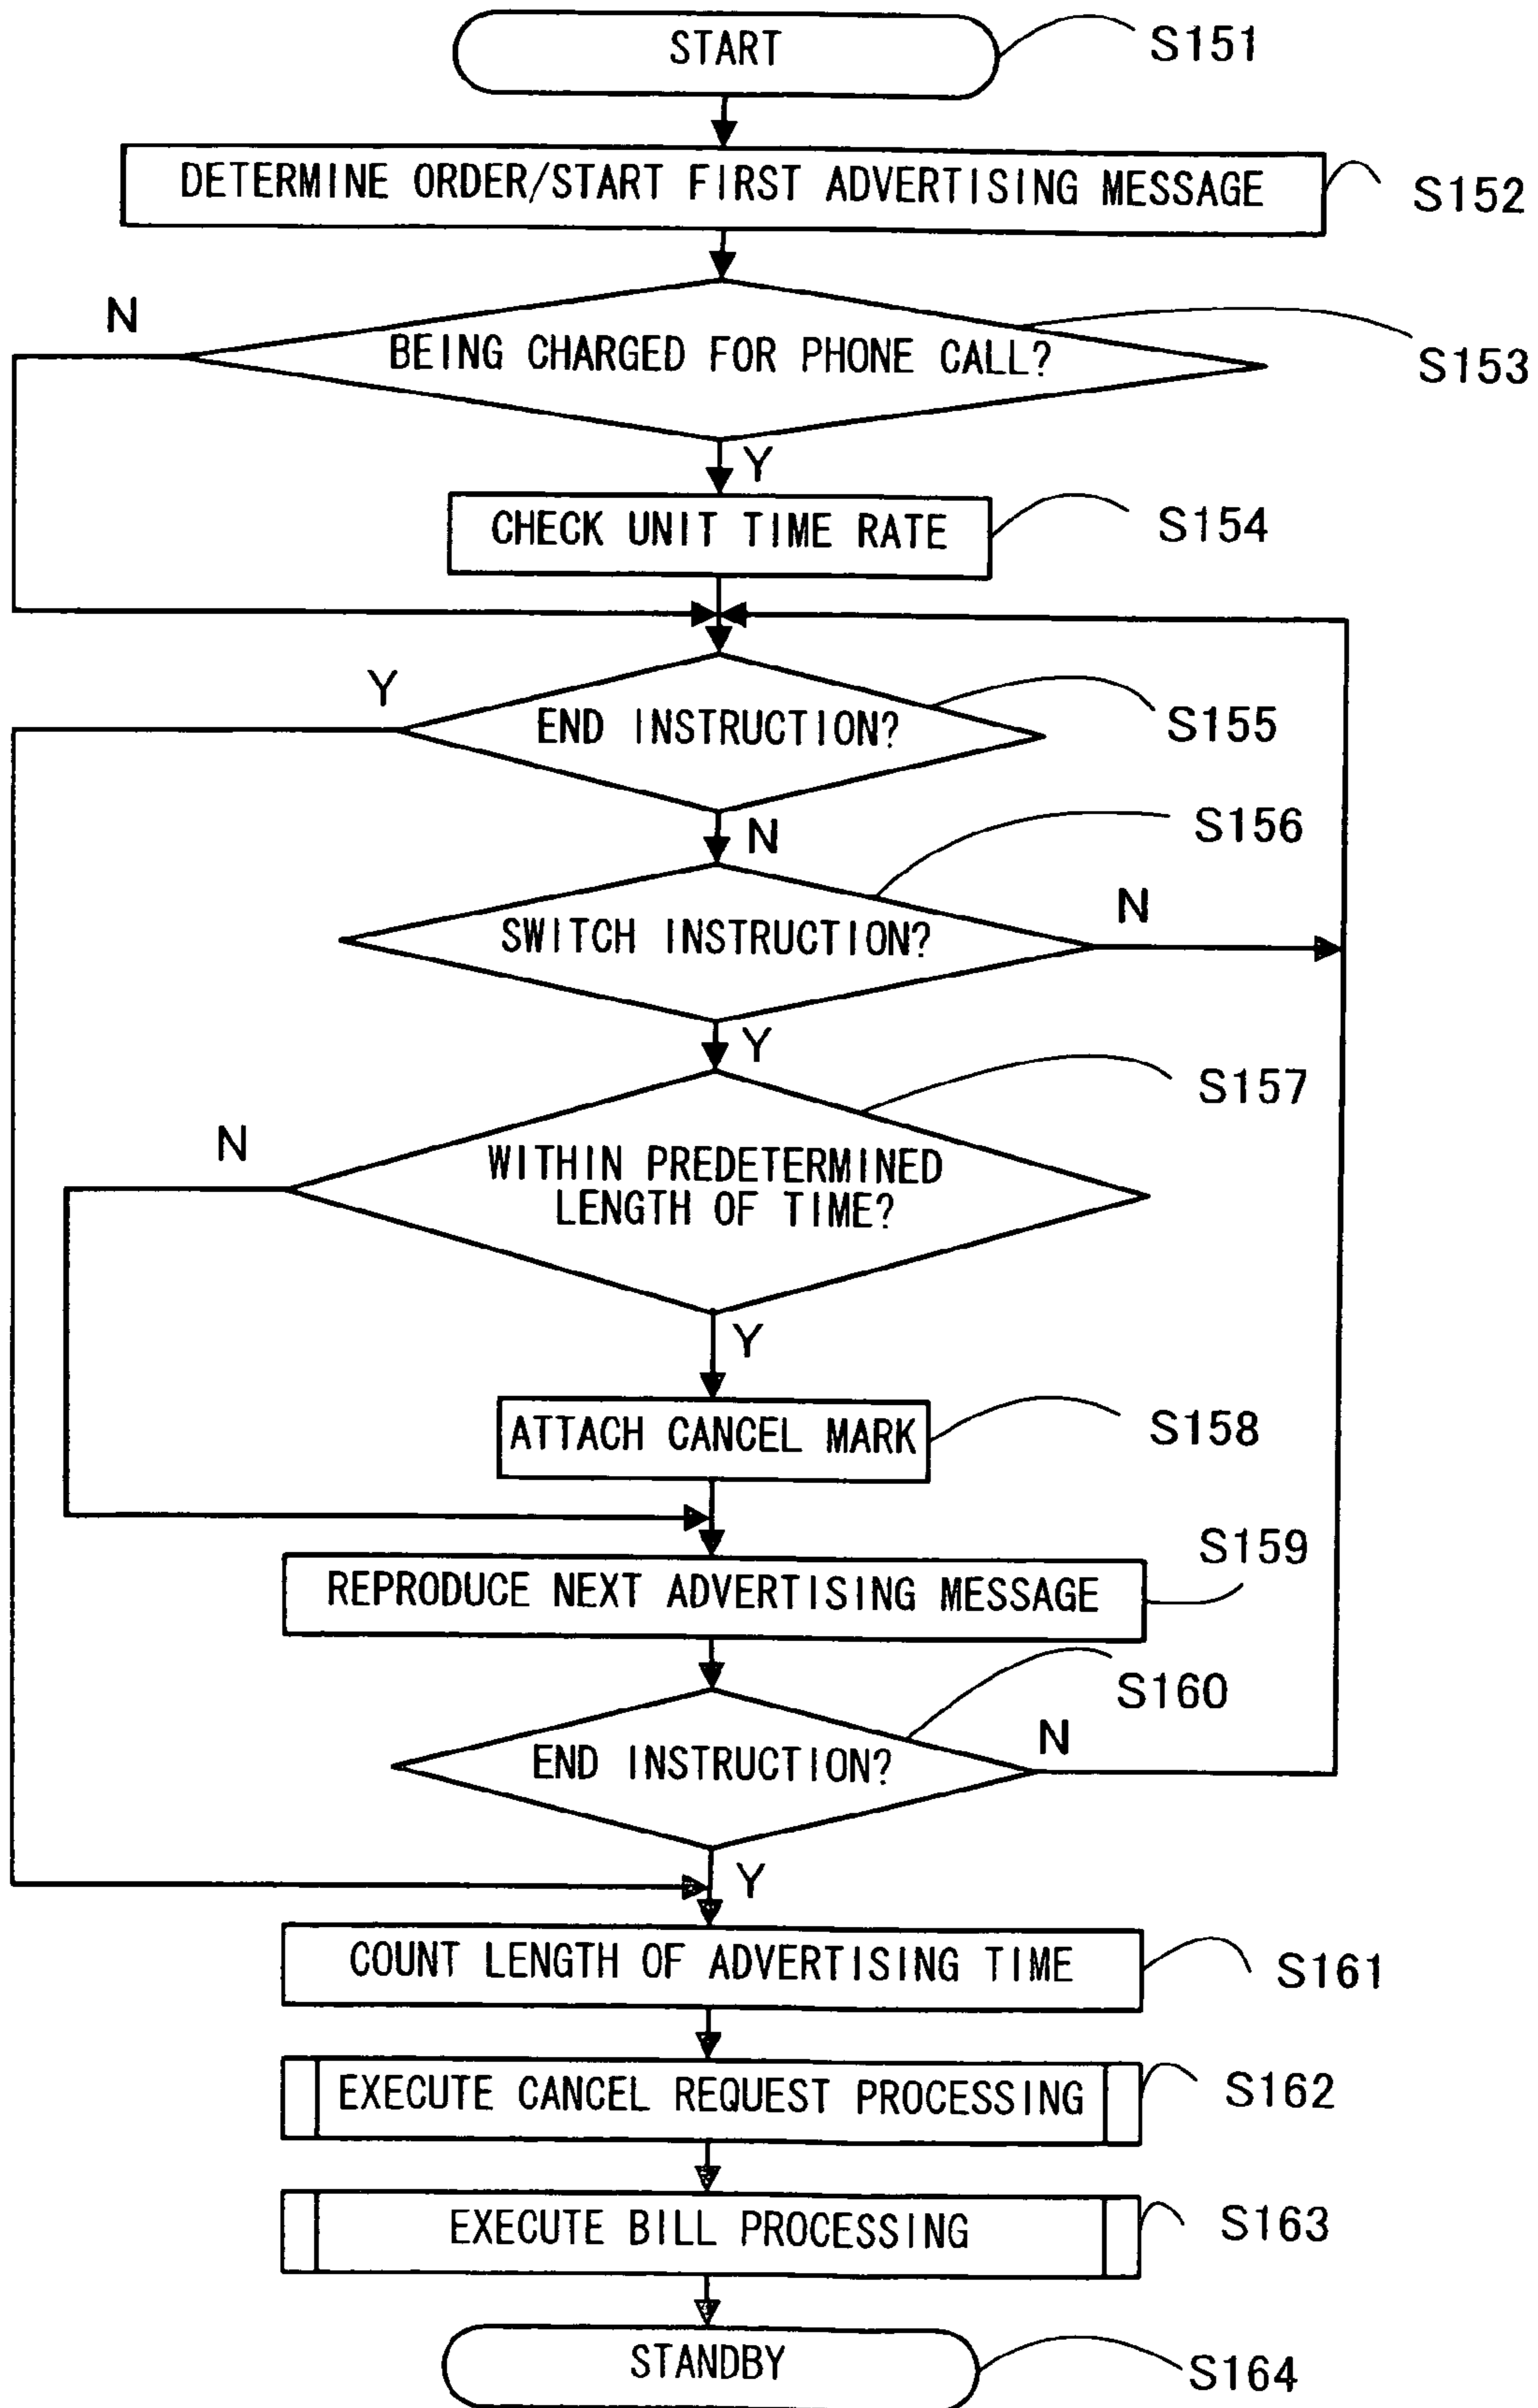 START
S151
DETERMINE ORDER/START FIRST ADVERTISING MESSAGE
S152
N
BEING CHARGED FOR PHONE CALL?
S153
Y
CHECK UNIT TIME RATE
S154
Y
END INSTRUCTION?
S155
N
S156
SWITCH INSTRUCTION?
N
Y
S157
N
WITHIN PREDETERMINED
LENGTH OF TIME?
Y
ATTACH CANCEL MARK
S158
S159
REPRODUCE NEXT ADVERTISING MESSAGE
S160
END INSTRUCTION?
N
Y
COUNT LENGTH OF ADVERTISING TIME
S161
EXECUTE CANCEL REQUEST PROCESSING
S162
EXECUTE BILL PROCESSING
S163
STANDBY
S164